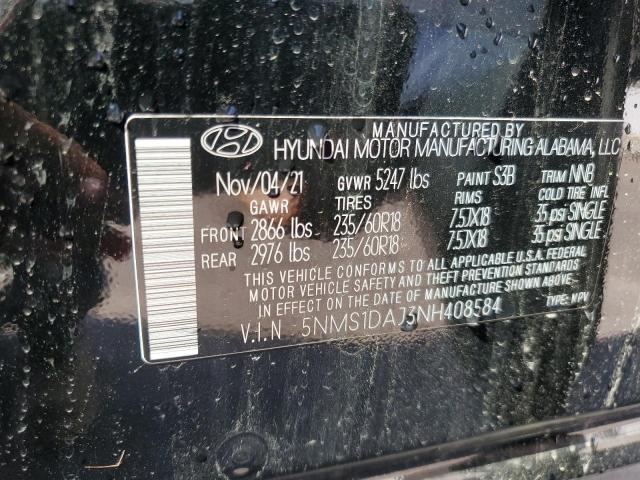 MANUFACTURED BY
HYUNDAI MOTOR MANUFACTURING ALABAMA, LLC
Nov/04/21 GVWR 5247 lbs PAINT S3B TRIM NNB
GAWR TIRES RIMS COLD TIRE INFL
FRONT 2866 lbs 235/60R18 7.5JX18 35 psi SINGLE
REAR 2976 lbs 235/60R18 7.5JX18 35 psi SINGLE
THIS VEHICLE CONFORMS TO ALL APPLICABLE U.S.A. FEDERAL
MOTOR VEHICLE SAFETY AND THEFT PREVENTION STANDARDS
IN EFFECT ON THE DATE OF MANUFACTURE SHOWN ABOVE.
V.I.N 5NMS1DAJ3NH408584 TYPE: MPV